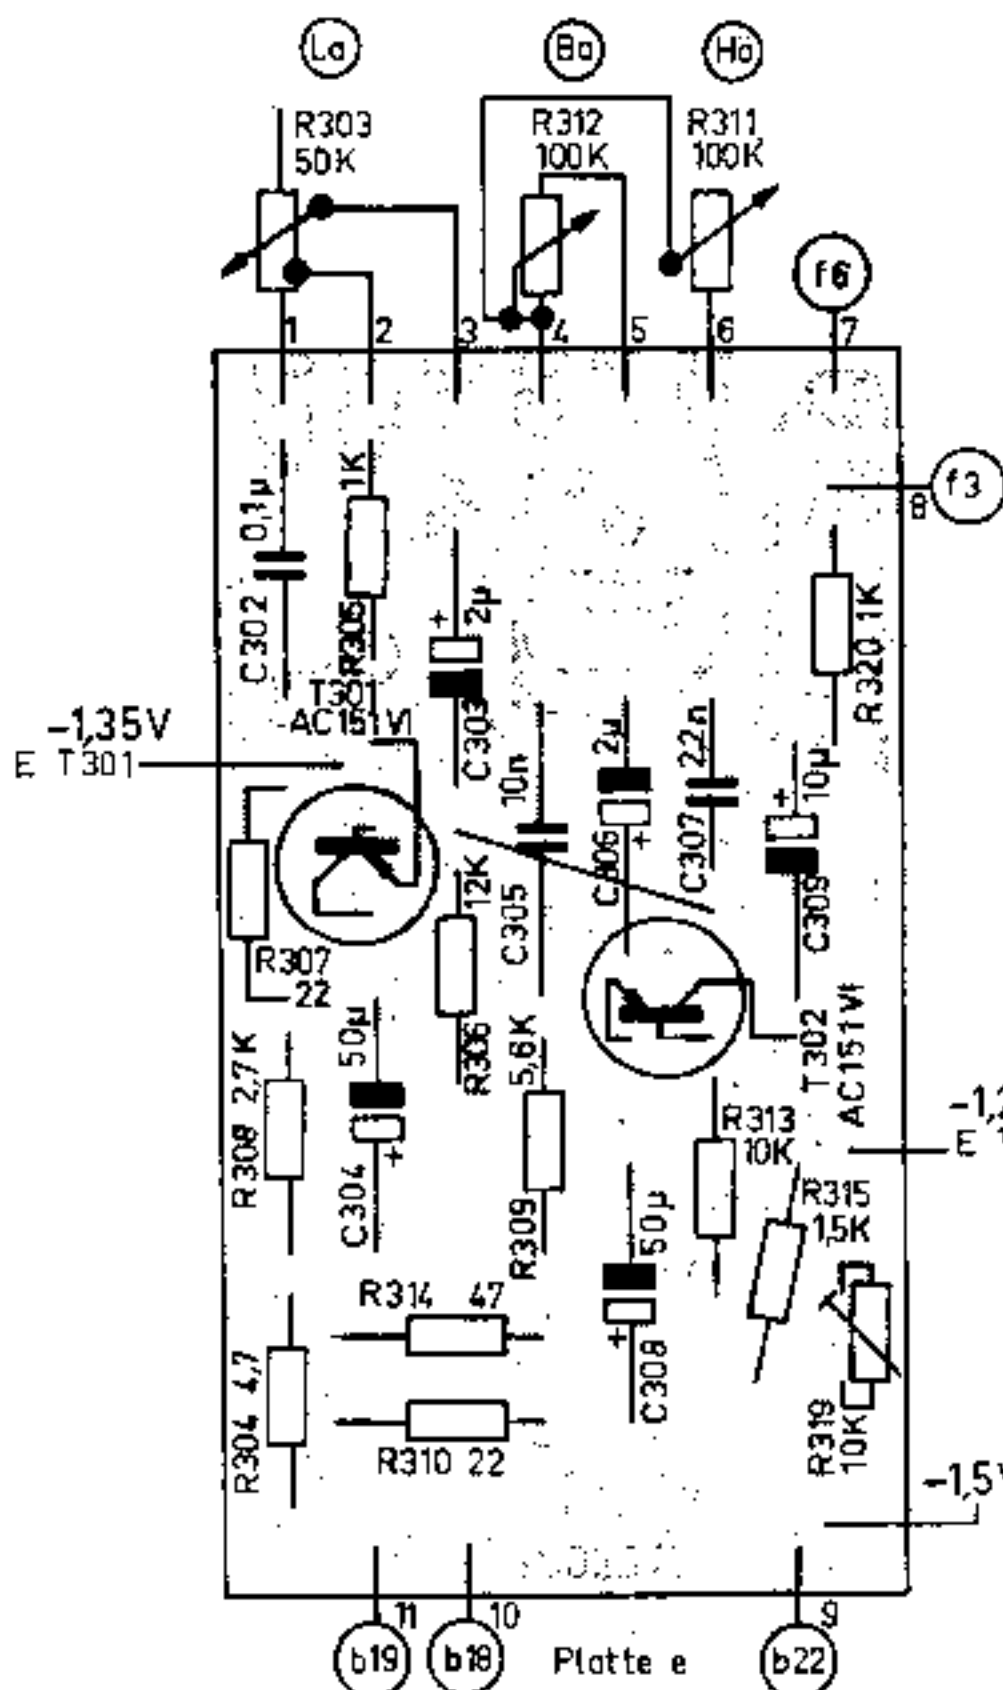 La
Ba
Hö
R303
50K
R312
100K
R311
100K
f6
1
2
3
4
5
6
7
f3
8
0,1µ
C302
1K
R305
+
2µ
C303
R320 1K
T301
AC151 VI
-1,35V
E T301
10n
C305
2µ
+
C306
22n
C307
+
10µ
C309
R307
22
12K
R306
50µ
+
C304
R308 2,7K
5,6K
R309
T302
AC151VI
R313
10K
R315
1,5K
50µ
+
C308
R314 47
R304 4,7
R310 22
R319
10K
-1,5V
11
10
9
b19
b18
Platte e
b22